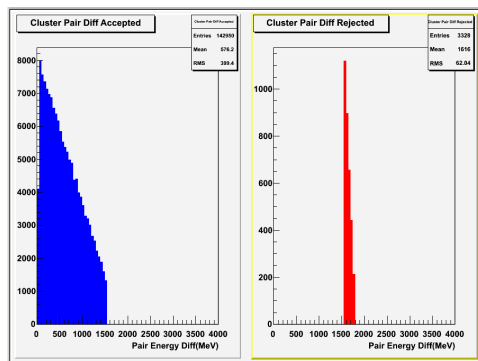 Cluster Pair Diff Accepted
Cluster Pair Diff Accepted
Entries 142950
Mean 576.2
RMS 389.4
8000
7000
6000
5000
4000
3000
2000
1000
0
0 500 1000 1500 2000 2500 3000 3500 4000
Pair Energy Diff(MeV)
Cluster Pair Diff Rejected
Cluster Pair Diff Rejected
Entries 3328
Mean 1616
RMS 62.84
1000
800
600
400
200
0
0 500 1000 1500 2000 2500 3000 3500 4000
Pair Energy Diff(MeV)